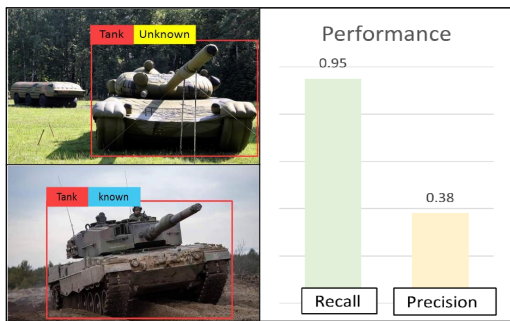 Tank Unknown
Tank known
Performance
0.95
0.38
Recall Precision